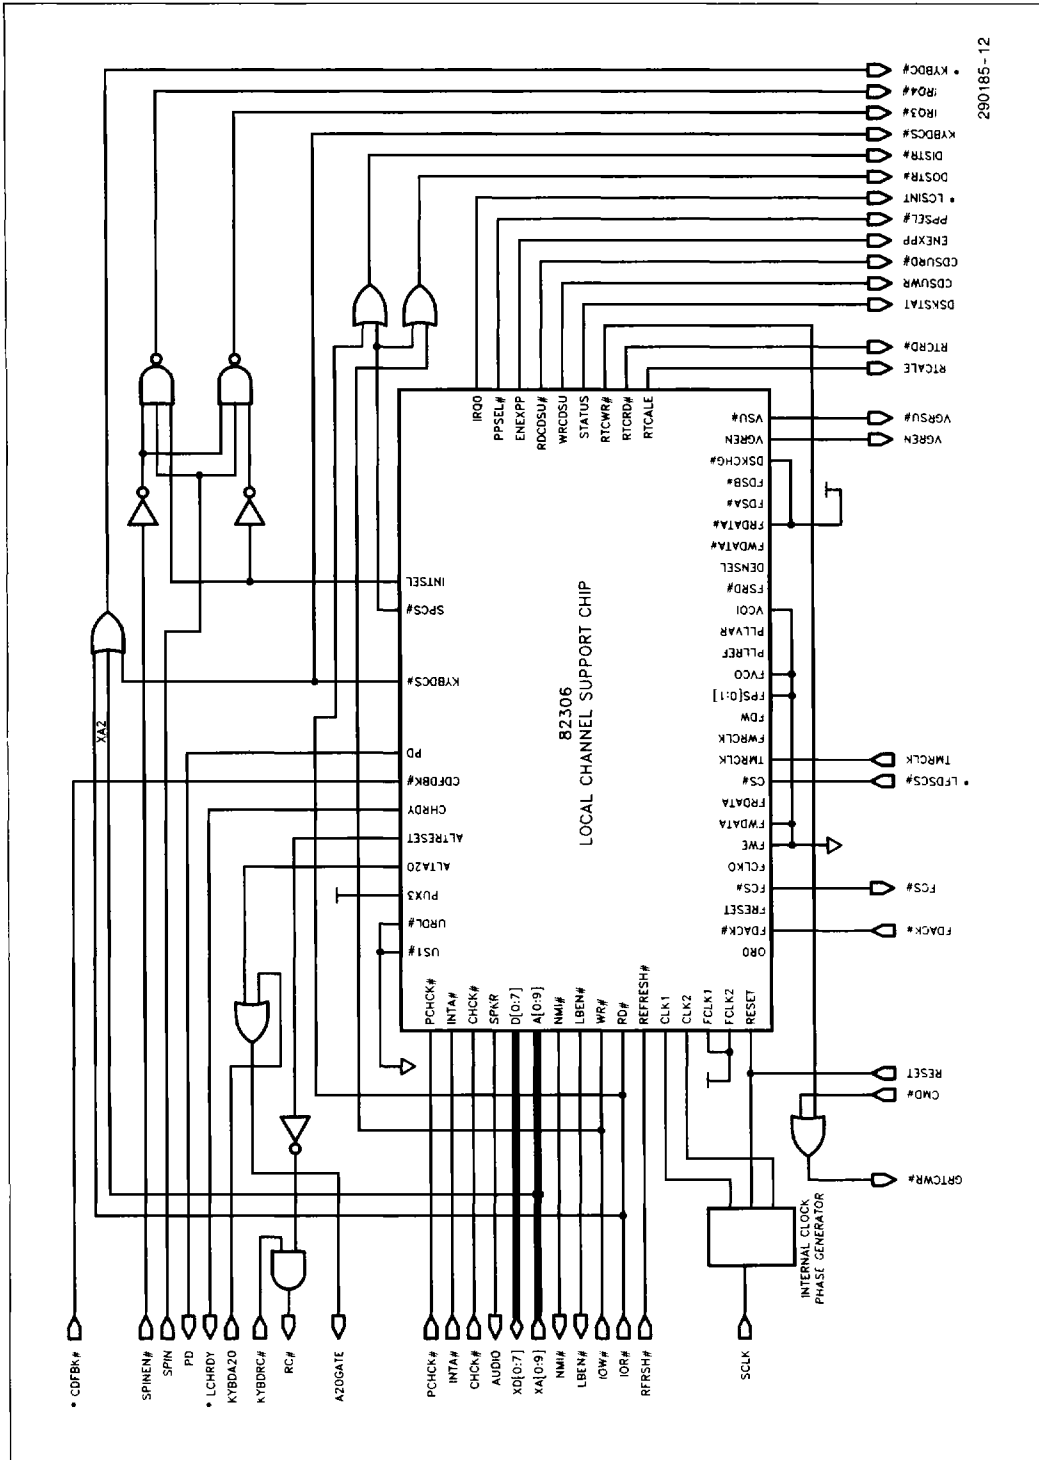 290185-12
KYBDC# •
IRQ4#
IRQ3#
KYBDCS#
DISTR#
DOSTR#
LCSINT •
PPSEL#
ENEXPP
CDSURD#
CDSUWR
DSKSTAT
RTCRD#
RTCALE
VGRSU#
VGREN
TMRCLK
LFDSCS# •
FCS#
FDACK#
RESET
CMD#
GRTCWR#
IRQ0
PPSEL#
ENEXPP
RDCDSU#
WRCDSU
STATUS
RTCWR#
RTCRD#
RTCALE
VSU#
VGREN
DSKCHG#
FDSB#
FDSA#
FRDATA#
FWDATA#
DENSEL
FSRD#
VCOI
PLLVAR
PLLREF
FVCO
FPS[0:1]
FDW
FWRCLK
TMRCLK
CS#
FRDATA
FWDATA
FWE
FCLKO
FCS#
FRESET
FDACK#
ORD
INTSEL
SPCS#
KYBDCS#
PD
CDFDBK#
CHRDY
ALTRESET
ALTA20
PUX3
URDL#
US1#
XA2
82306
LOCAL CHANNEL SUPPORT CHIP
PCHCK#
INTA#
CHCK#
SPKR
D[0:7]
A[0:9]
NMI#
LBEN#
WR#
RD#
REFRESH#
CLK1
CLK2
FCLK1
FCLK2
RESET
INTERNAL CLOCK
PHASE GENERATOR
• CDFBK#
SPINEN#
SPIN
PD
• LCHRDY
KYBDA20
KYBDRC#
RC#
A20GATE
PCHCK#
INTA#
CHCK#
AUDIO
XD[0:7]
XA[0:9]
NMI#
LBEN#
IOW#
IOR#
RFRSH#
SCLK